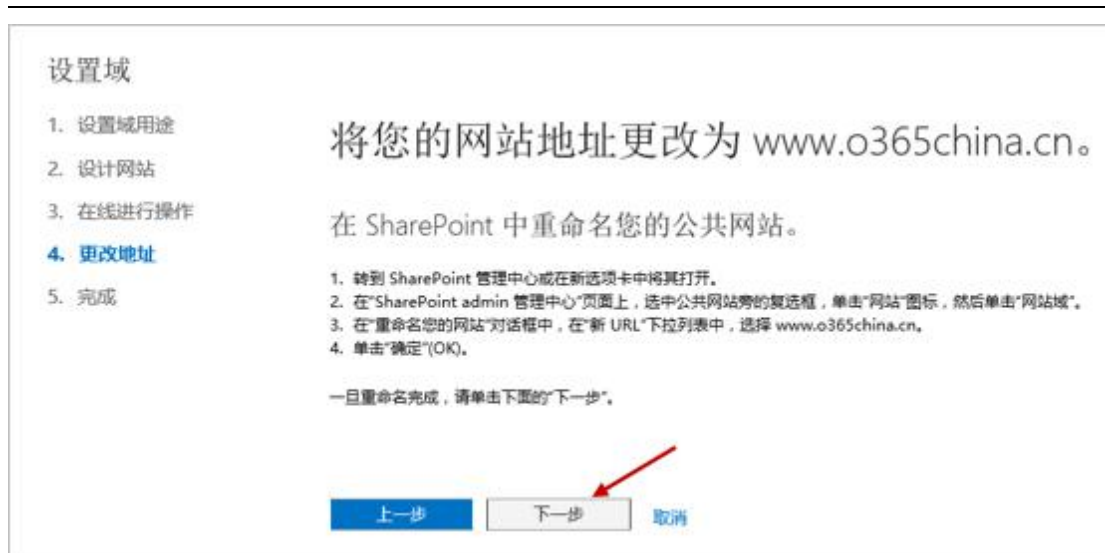 设置域
1. 设置域用途
2. 设计网站
3. 在线进行操作
4. 更改地址
5. 完成
将您的网站地址更改为 www.o365china.cn。
在 SharePoint 中重命名您的公共网站。
1. 转到 SharePoint 管理中心或在新选项卡中将其打开。
2. 在"SharePoint admin 管理中心"页面上，选中公共网站旁的复选框，单击"网站"图标，然后单击"网站域"。
3. 在"重命名您的网站"对话框中，在"新 URL"下拉列表中，选择 www.o365china.cn。
4. 单击"确定"(OK)。
一旦重命名完成，请单击下面的"下一步"。
上一步 下一步 取消